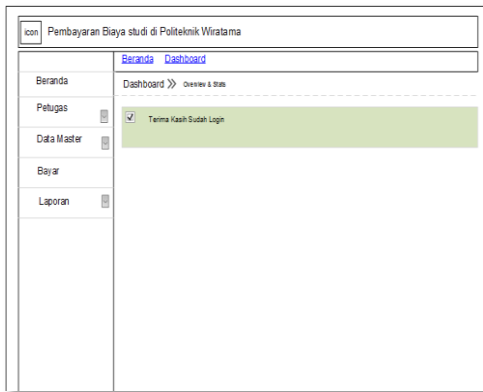 icon Pembayaran Biaya studi di Politeknik Wiratama
Beranda Dashboard
Beranda
Dashboard >> Overview & Stats
Petugas
Terima Kasih Sudah Login
Data Master
Bayar
Laporan